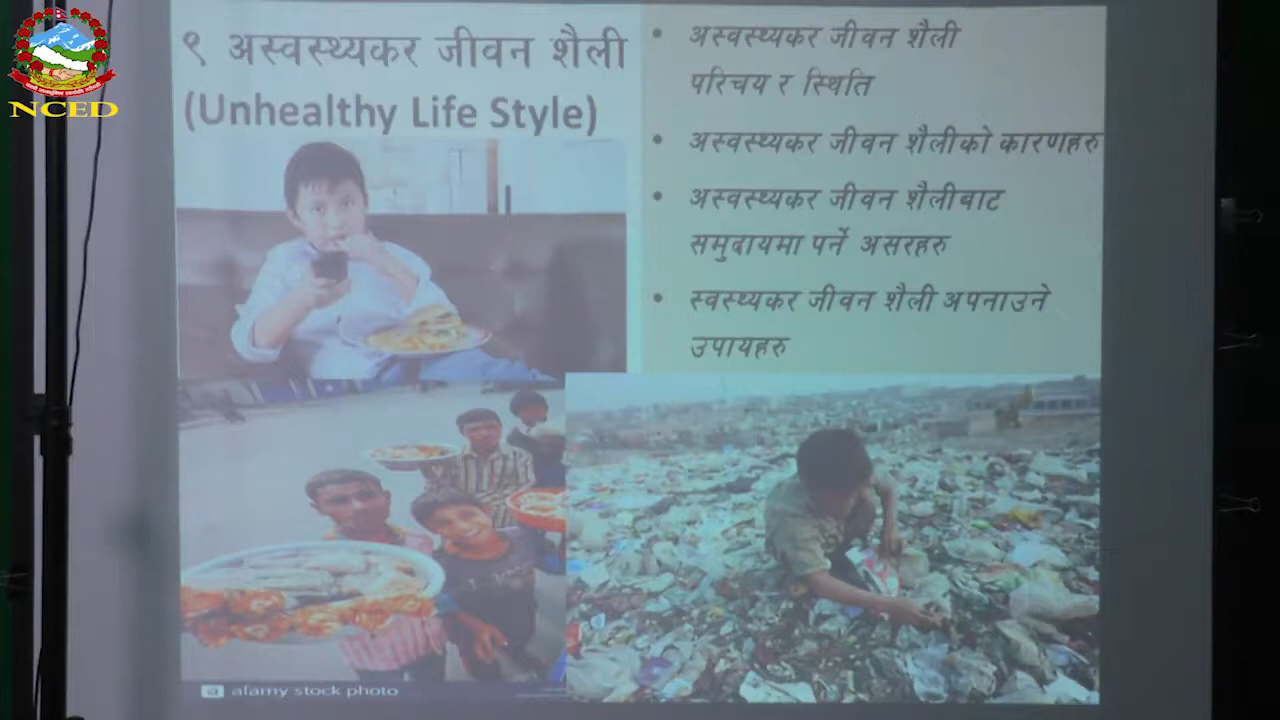 NCED
९ अस्वस्थ्यकर जीवन शैली
(Unhealthy Life Style)
• अस्वस्थ्यकर जीवन शैली
परिचय र स्थिति
• अस्वस्थ्यकर जीवन शैलीको कारणहरु
• अस्वस्थ्यकर जीवन शैलीबाट
समुदायमा पर्ने असरहरु
• स्वस्थ्यकर जीवन शैली अपनाउने
उपायहरु
a alamy stock photo